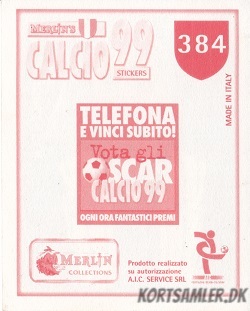 MERLIN'S
CALCIO 99
STICKERS
384
MADE IN ITALY
TELEFONA
E VINCI SUBITO!
Vota gli
OSCAR
CALCIO 99
OGNI ORA FANTASTICI PREMI
MERLIN
COLLECTIONS
Prodotto realizzato
su autorizzazione
A.I.C. SERVICE SRL
KORTSAMLER.DK